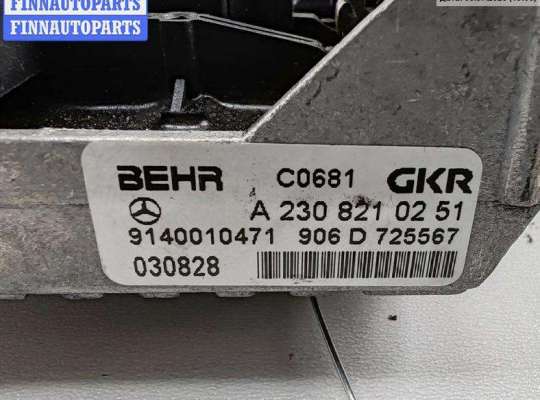 FINNAUTOPARTS
FINNAUTOPARTS
BEHR C0681 GKR
A 230 821 02 51
9140010471 906 D 725567
030828